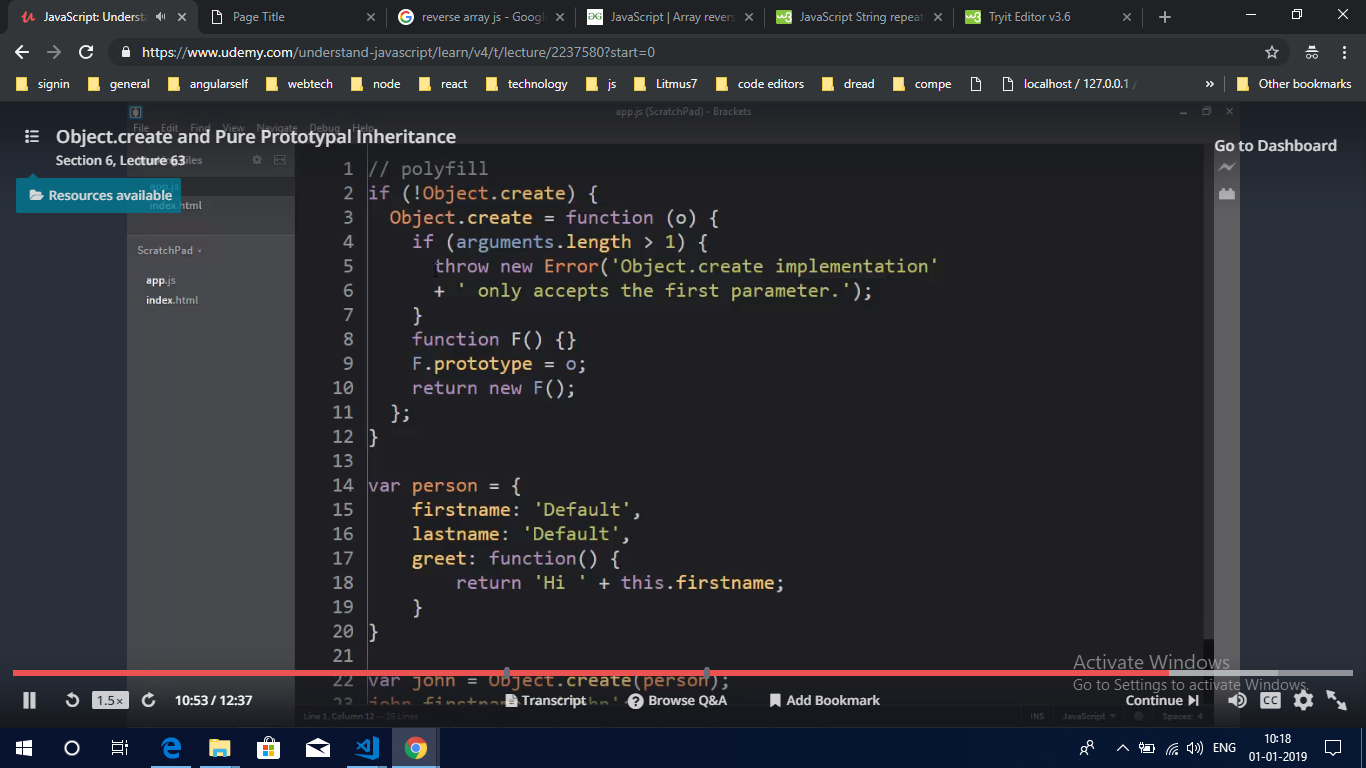 JavaScript: Underst
Page Title
reverse array js - Googl
JavaScript | Array revers
JavaScript String repeat
Tryit Editor v3.6
https://www.udemy.com/understand-javascript/learn/v4/t/lecture/2237580?start=0
signin
general
angularself
webtech
node
react
technology
js
Litmus7
code editors
dread
compe
localhost / 127.0.0.1 /
»
Other bookmarks
app.js (ScratchPad) - Brackets
File Edit Find View Navigate Debug Help
Object.create and Pure Prototypal Inheritance
Section 6, Lecture 63
Go to Dashboard
Resources available
index.html
ScratchPad
app.js
index.html
1 // polyfill
2 if (!Object.create) {
3 Object.create = function (o) {
4 if (arguments.length > 1) {
5 throw new Error('Object.create implementation'
6 + ' only accepts the first parameter.');
7 }
8 function F() {}
9 F.prototype = o;
10 return new F();
11 };
12 }
13
14 var person = {
15 firstname: 'Default',
16 lastname: 'Default',
17 greet: function() {
18 return 'Hi ' + this.firstname;
19 }
20 }
21
22 var john = Object.create(person);
Activate Windows
Go to Settings to activate Windows.
1.5x
10:53 / 12:37
Transcript
Browse Q&A
Add Bookmark
Continue
CC
Line 1, Column 12 — 25 Lines
INS
JavaScript
Spaces: 4
ENG
10:18
01-01-2019